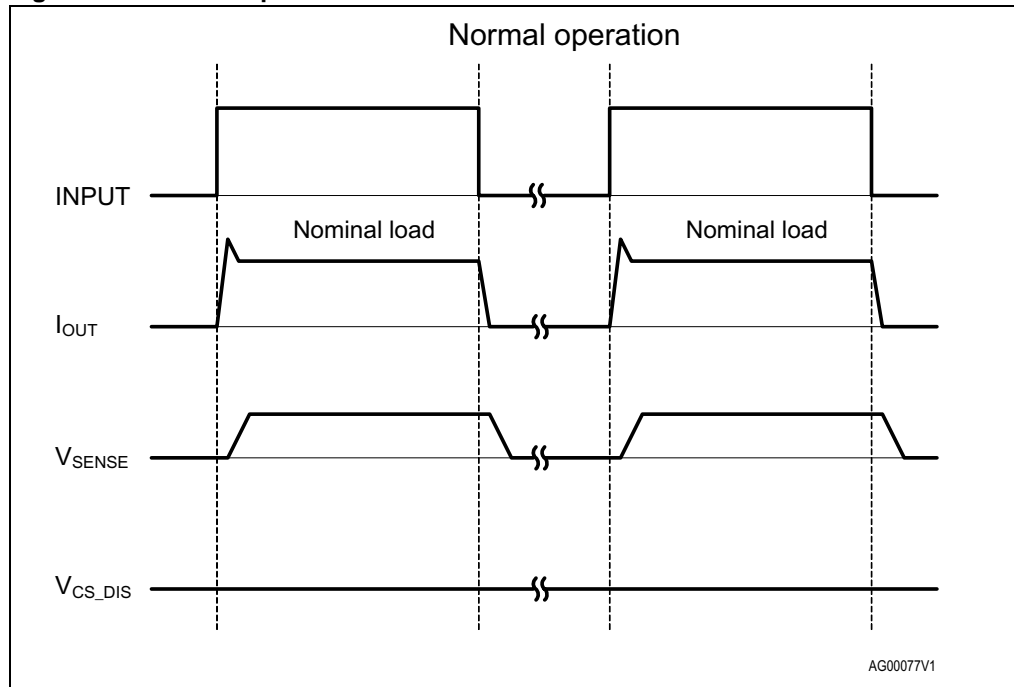 Normal operation
INPUT
Nominal load Nominal load
IOUT
VSENSE
VCS_DIS
AG00077V1